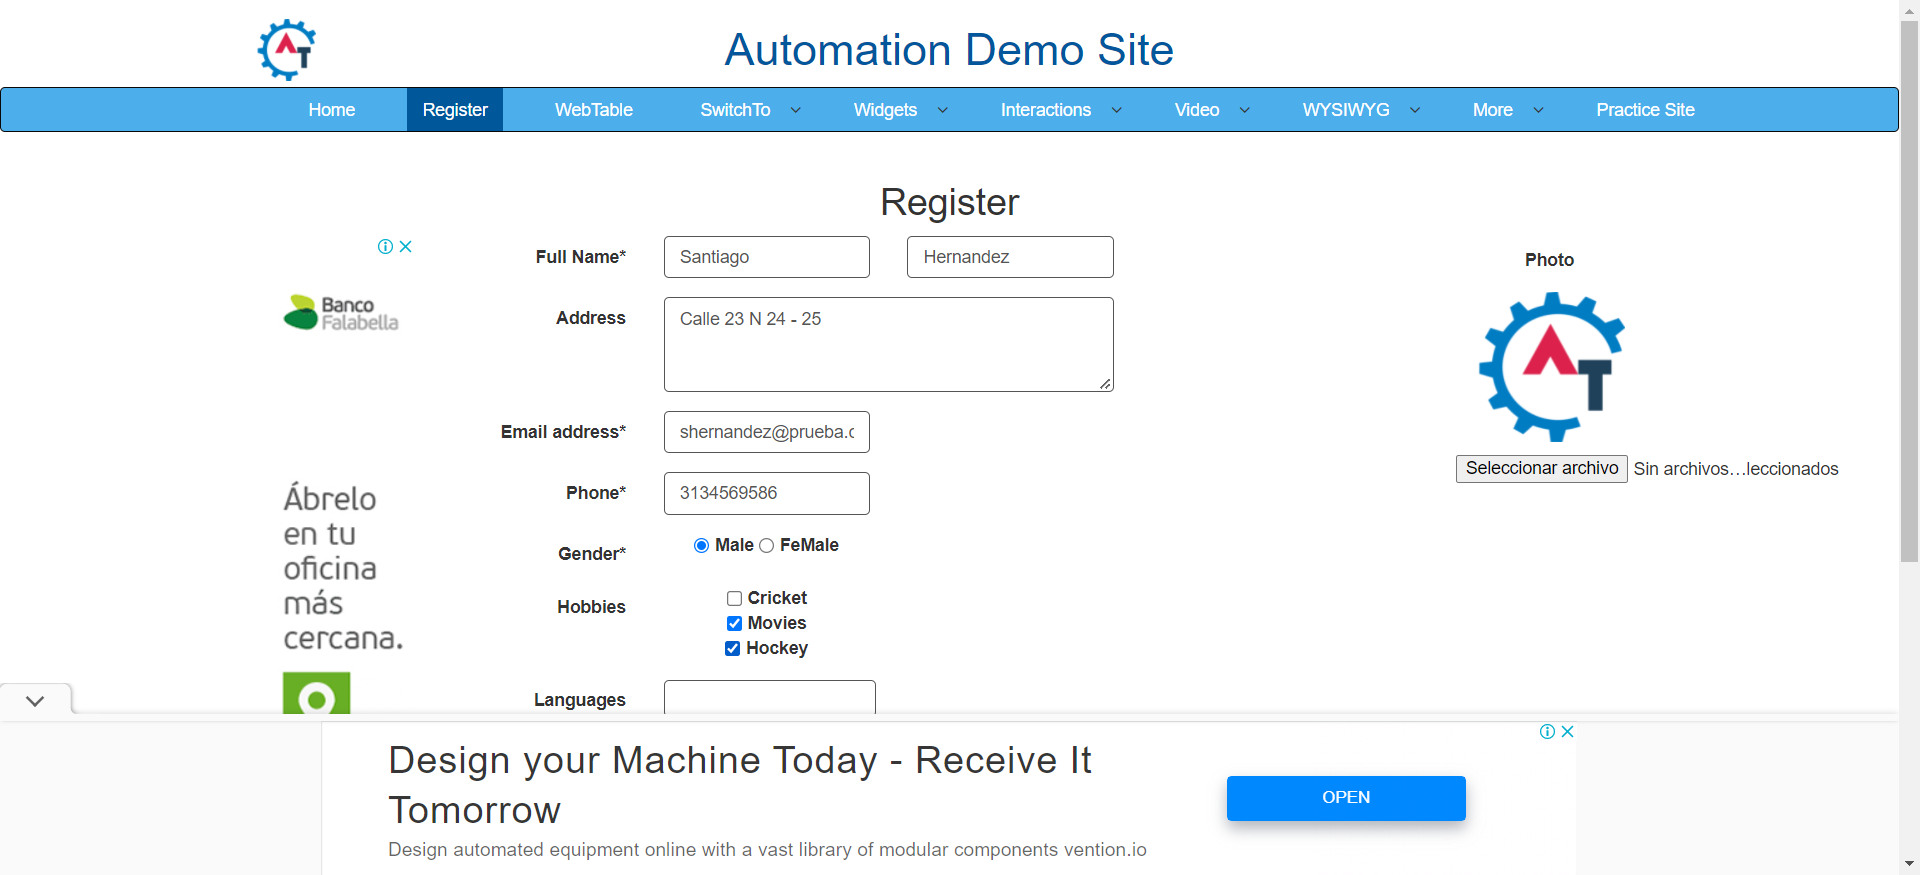 Automation Demo Site
Home Register WebTable SwitchTo Widgets Interactions Video WYSIWYG More Practice Site
Register
Full Name* Santiago Hernandez
Photo
Banco
Falabella
Address Calle 23 N 24 - 25
Email address* shernandez@prueba.c
Seleccionar archivo Sin archivos…leccionados
Phone* 3134569586
Ábrelo
en tu
oficina
más
cercana.
Gender* Male FeMale
Hobbies Cricket
Movies
Hockey
Languages
Design your Machine Today - Receive It
Tomorrow
OPEN
Design automated equipment online with a vast library of modular components vention.io